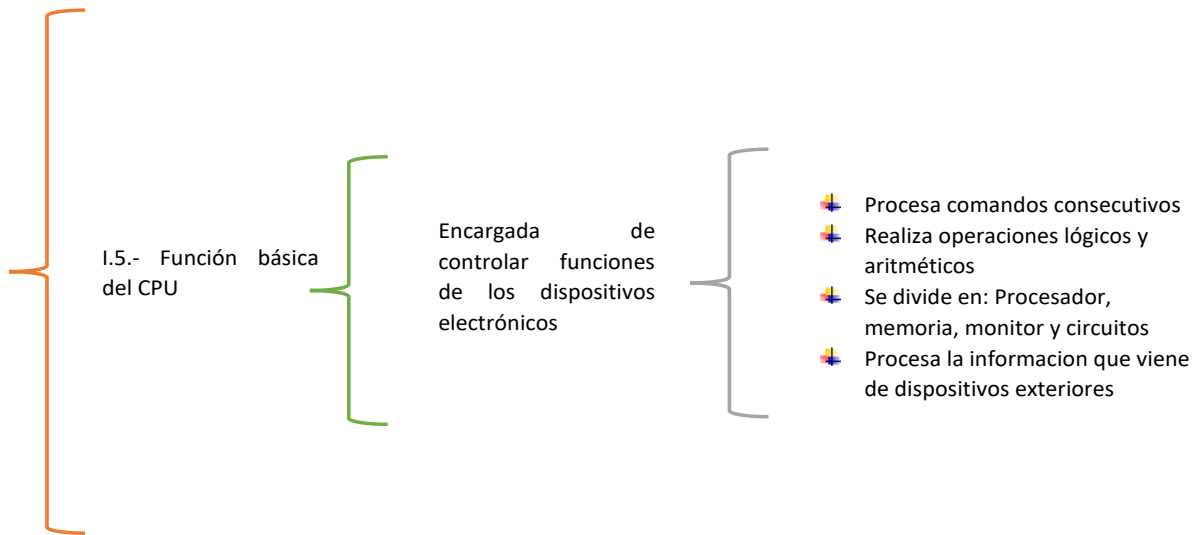 I.5.- Función básica
del CPU
Encargada de
controlar funciones
de los dispositivos
electrónicos
Procesa comandos consecutivos
Realiza operaciones lógicos y
aritméticos
Se divide en: Procesador,
memoria, monitor y circuitos
Procesa la informacion que viene
de dispositivos exteriores